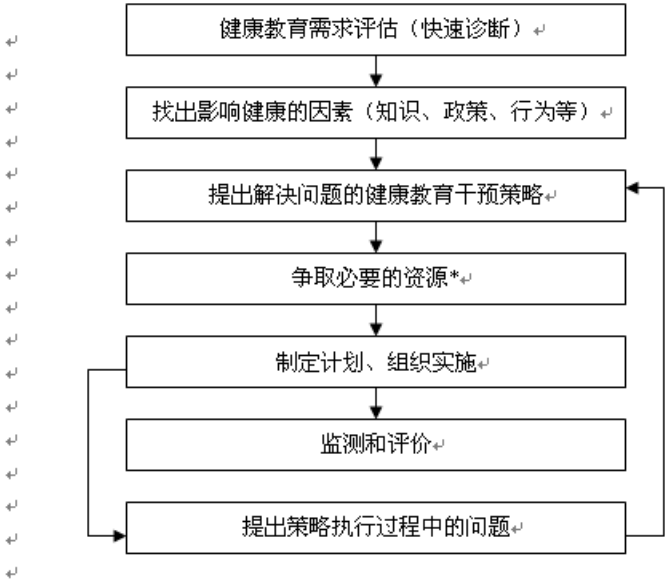 健康教育需求评估（快速诊断）
找出影响健康的因素（知识、政策、行为等）
提出解决问题的健康教育干预策略
争取必要的资源*
制定计划、组织实施
监测和评价
提出策略执行过程中的问题